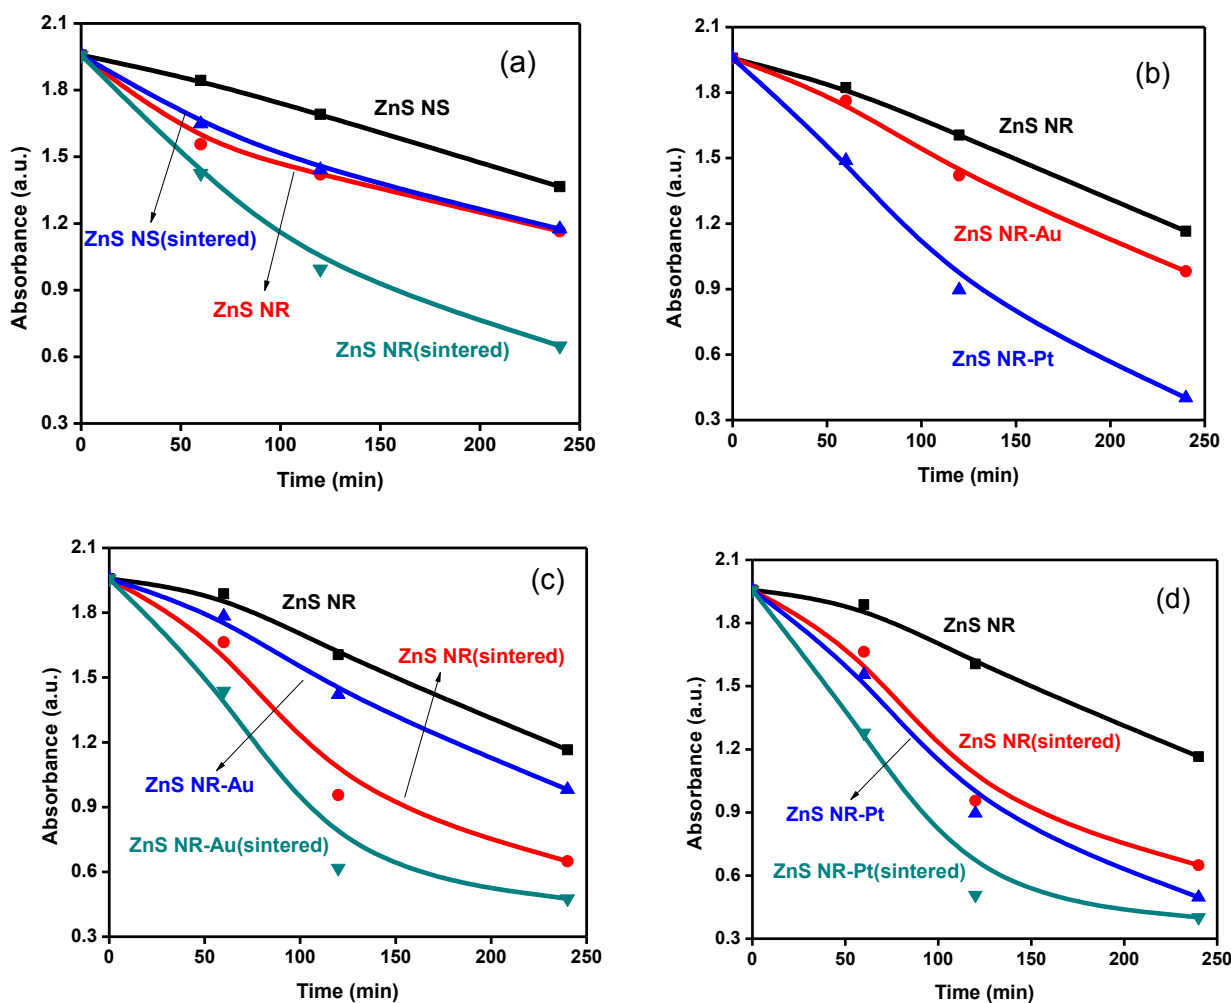 (a)
Absorbance (a.u.)
2.1
1.8
1.5
1.2
0.9
0.6
0.3
ZnS NS
ZnS NS(sintered)
ZnS NR
ZnS NR(sintered)
0 50 100 150 200 250
Time (min)
(b)
Absorbance (a.u.)
2.1
1.8
1.5
1.2
0.9
0.6
0.3
ZnS NR
ZnS NR-Au
ZnS NR-Pt
0 50 100 150 200 250
Time (min)
(c)
Absorbance (a.u.)
2.1
1.8
1.5
1.2
0.9
0.6
0.3
ZnS NR
ZnS NR(sintered)
ZnS NR-Au
ZnS NR-Au(sintered)
0 50 100 150 200 250
Time (min)
(d)
Absorbance (a.u.)
2.1
1.8
1.5
1.2
0.9
0.6
0.3
ZnS NR
ZnS NR(sintered)
ZnS NR-Pt
ZnS NR-Pt(sintered)
0 50 100 150 200 250
Time (min)